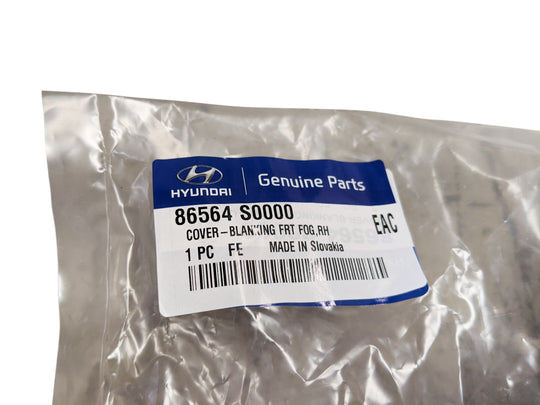 HYUNDAI
Genuine Parts
86564 S0000
COVER-BLANKING FRT FOG,RH
EAC
1 PC FE MADE IN Slovakia